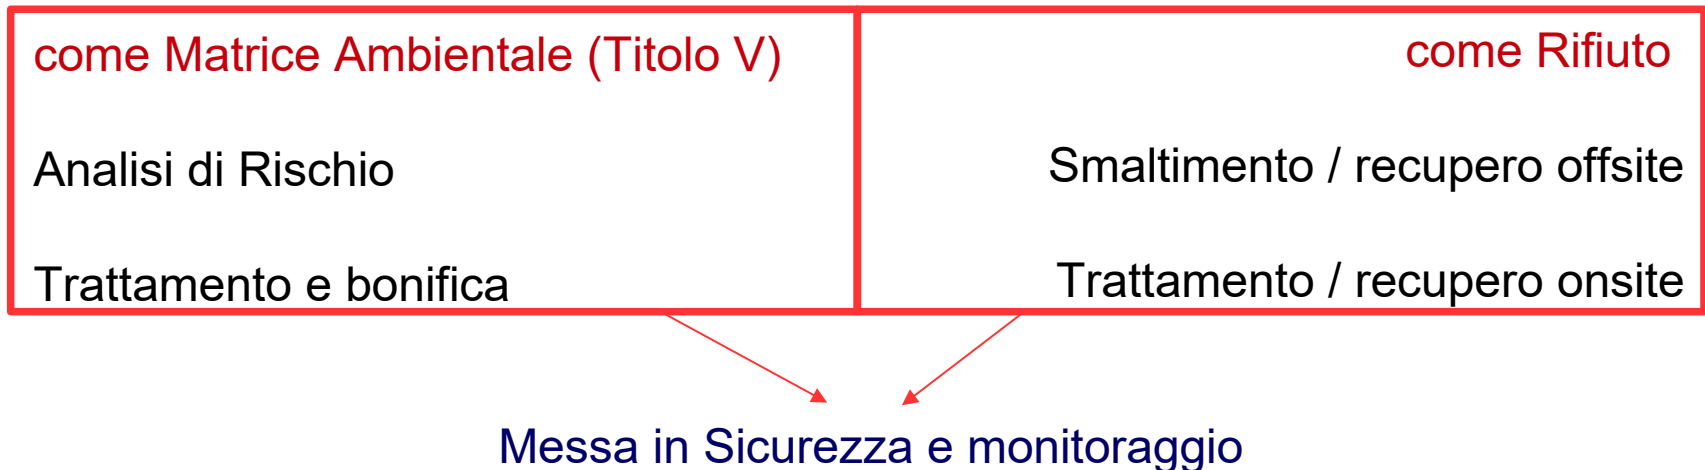 come Matrice Ambientale (Titolo V)
Analisi di Rischio
Trattamento e bonifica
come Rifiuto
Smaltimento / recupero offsite
Trattamento / recupero onsite
Messa in Sicurezza e monitoraggio